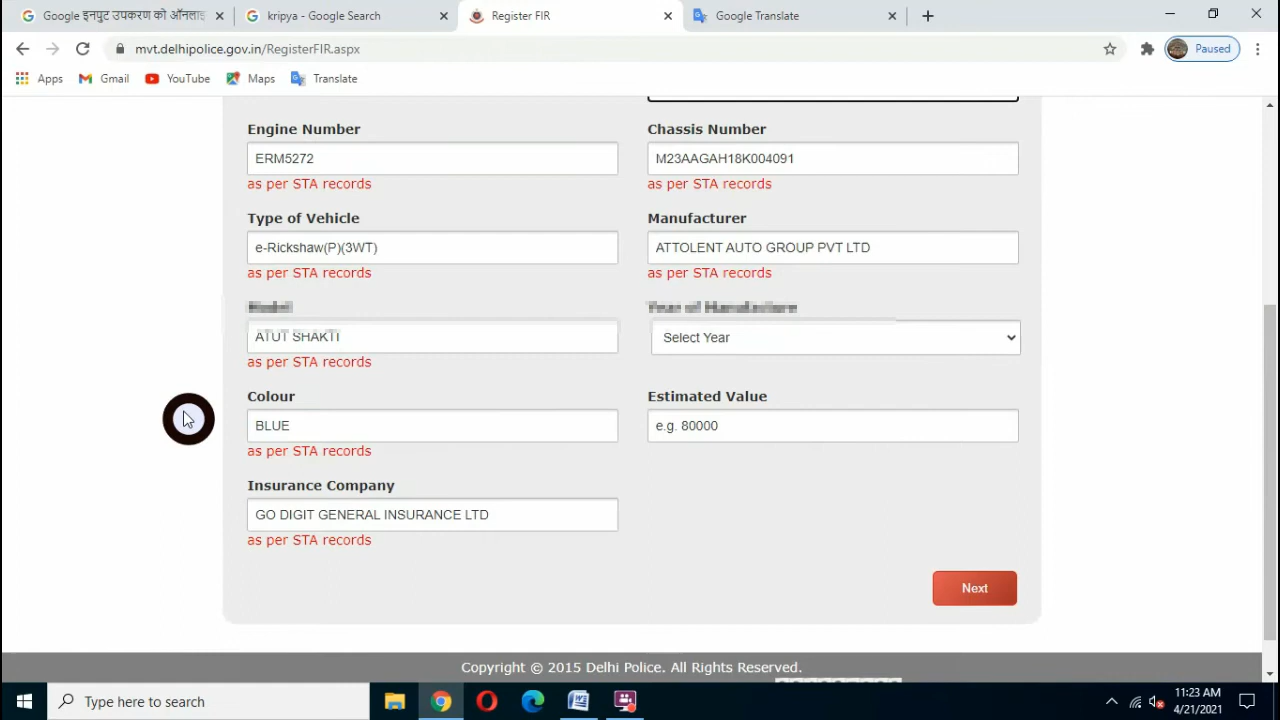 Google इनपुट उपकरण को ऑनलाइ
kripya - Google Search
Register FIR
Google Translate
mvt.delhipolice.gov.in/RegisterFIR.aspx
Paused
Apps
Gmail
YouTube
Maps
Translate
Engine Number
Chassis Number
ERM5272
M23AAGAH18K004091
as per STA records
as per STA records
Type of Vehicle
Manufacturer
e-Rickshaw(P)(3WT)
ATTOLENT AUTO GROUP PVT LTD
as per STA records
as per STA records
Model
Year of Manufacture
ATUT SHAKTI
Select Year
as per STA records
Colour
Estimated Value
BLUE
e.g. 80000
as per STA records
Insurance Company
GO DIGIT GENERAL INSURANCE LTD
as per STA records
Next
Copyright © 2015 Delhi Police. All Rights Reserved.
Type here to search
11:23 AM
4/21/2021